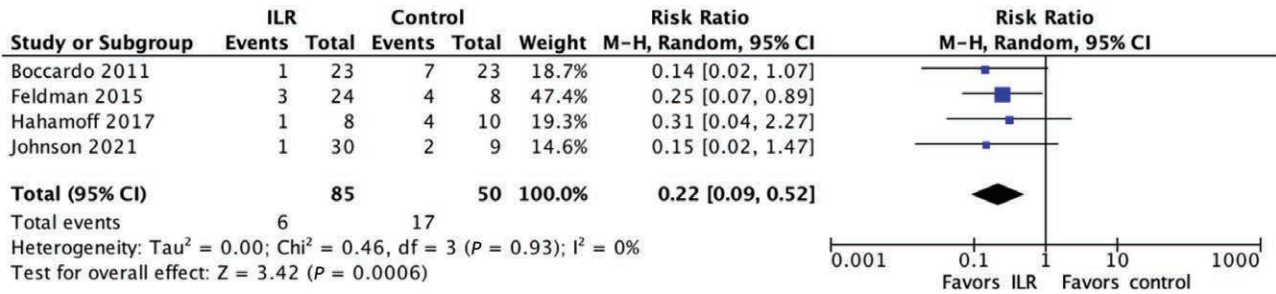 ILR Control Risk Ratio Risk Ratio
Study or Subgroup Events Total Events Total Weight M-H, Random, 95% CI M-H, Random, 95% CI
Boccardo 2011 1 23 7 23 18.7% 0.14 [0.02, 1.07]
Feldman 2015 3 24 4 8 47.4% 0.25 [0.07, 0.89]
Hahamoff 2017 1 8 4 10 19.3% 0.31 [0.04, 2.27]
Johnson 2021 1 30 2 9 14.6% 0.15 [0.02, 1.47]
Total (95% CI) 85 50 100.0% 0.22 [0.09, 0.52]
Total events 6 17
Heterogeneity: Tau² = 0.00; Chi² = 0.46, df = 3 (P = 0.93); I² = 0%
Test for overall effect: Z = 3.42 (P = 0.0006)
0.001 0.1 1 10 1000
Favors ILR Favors control